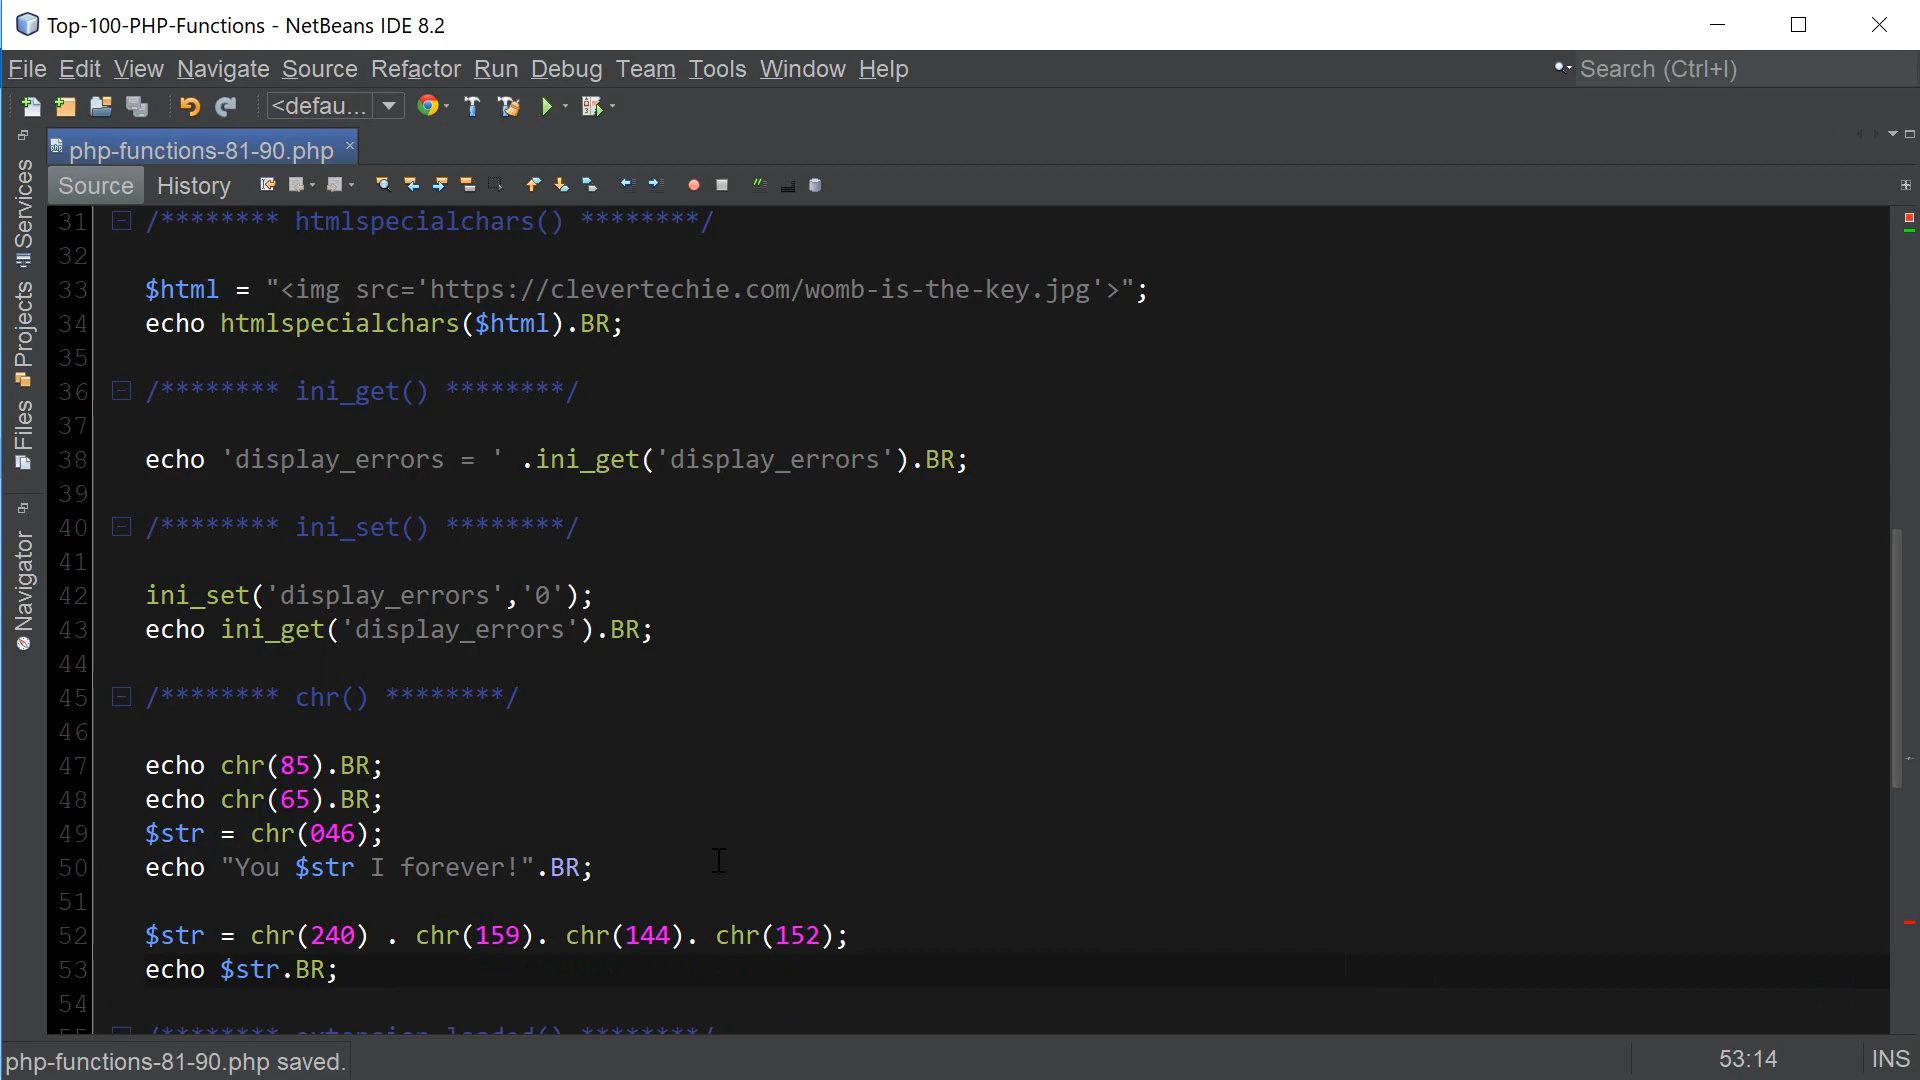 Top-100-PHP-Functions - NetBeans IDE 8.2
File Edit View Navigate Source Refactor Run Debug Team Tools Window Help
Search (Ctrl+I)
<defau...
php-functions-81-90.php
Source History
Services
Projects
Files
Navigator
31 /******** htmlspecialchars() ********/
32
33 $html = "<img src='https://clevertechie.com/womb-is-the-key.jpg'>";
34 echo htmlspecialchars($html).BR;
35
36 /******** ini_get() ********/
37
38 echo 'display_errors = ' .ini_get('display_errors').BR;
39
40 /******** ini_set() ********/
41
42 ini_set('display_errors','0');
43 echo ini_get('display_errors').BR;
44
45 /******** chr() ********/
46
47 echo chr(85).BR;
48 echo chr(65).BR;
49 $str = chr(046);
50 echo "You $str I forever!".BR;
51
52 $str = chr(240) . chr(159). chr(144). chr(152);
53 echo $str.BR;
54
55 /******** extension_loaded() ********/
php-functions-81-90.php saved.
53:14
INS